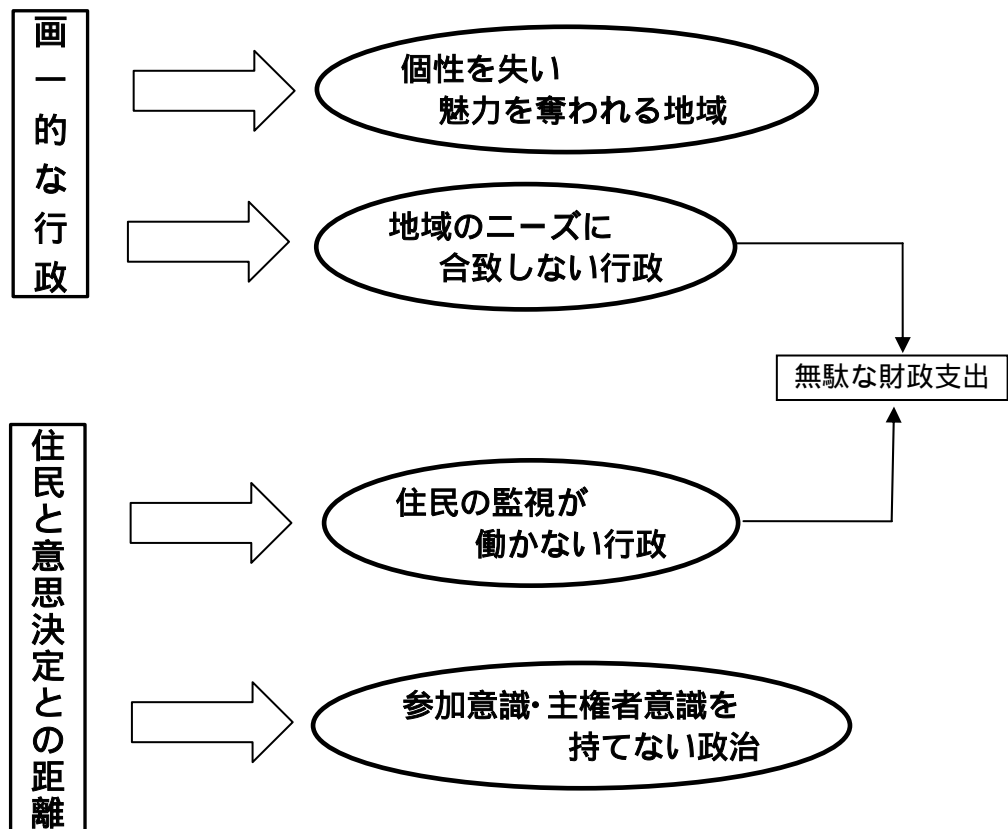 画一的な行政
個性を失い
魅力を奪われる地域
地域のニーズに
合致しない行政
無駄な財政支出
住民と意思決定との距離
住民の監視が
働かない行政
参加意識・主権者意識を
持てない政治